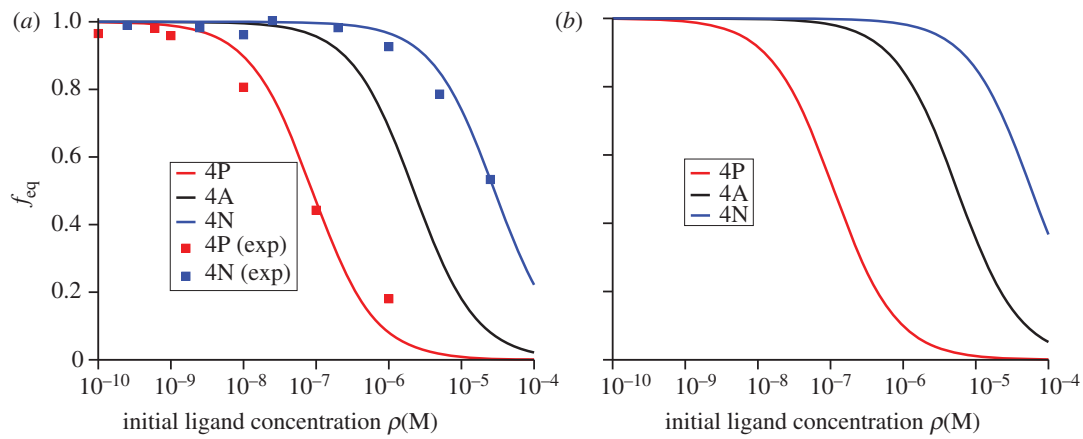 (a)
1.0
0.8
0.6
0.4
0.2
0
f_eq
4P
4A
4N
4P (exp)
4N (exp)
10^–10 10^–9 10^–8 10^–7 10^–6 10^–5 10^–4
initial ligand concentration ρ(M)
(b)
4P
4A
4N
10^–10 10^–9 10^–8 10^–7 10^–6 10^–5 10^–4
initial ligand concentration ρ(M)